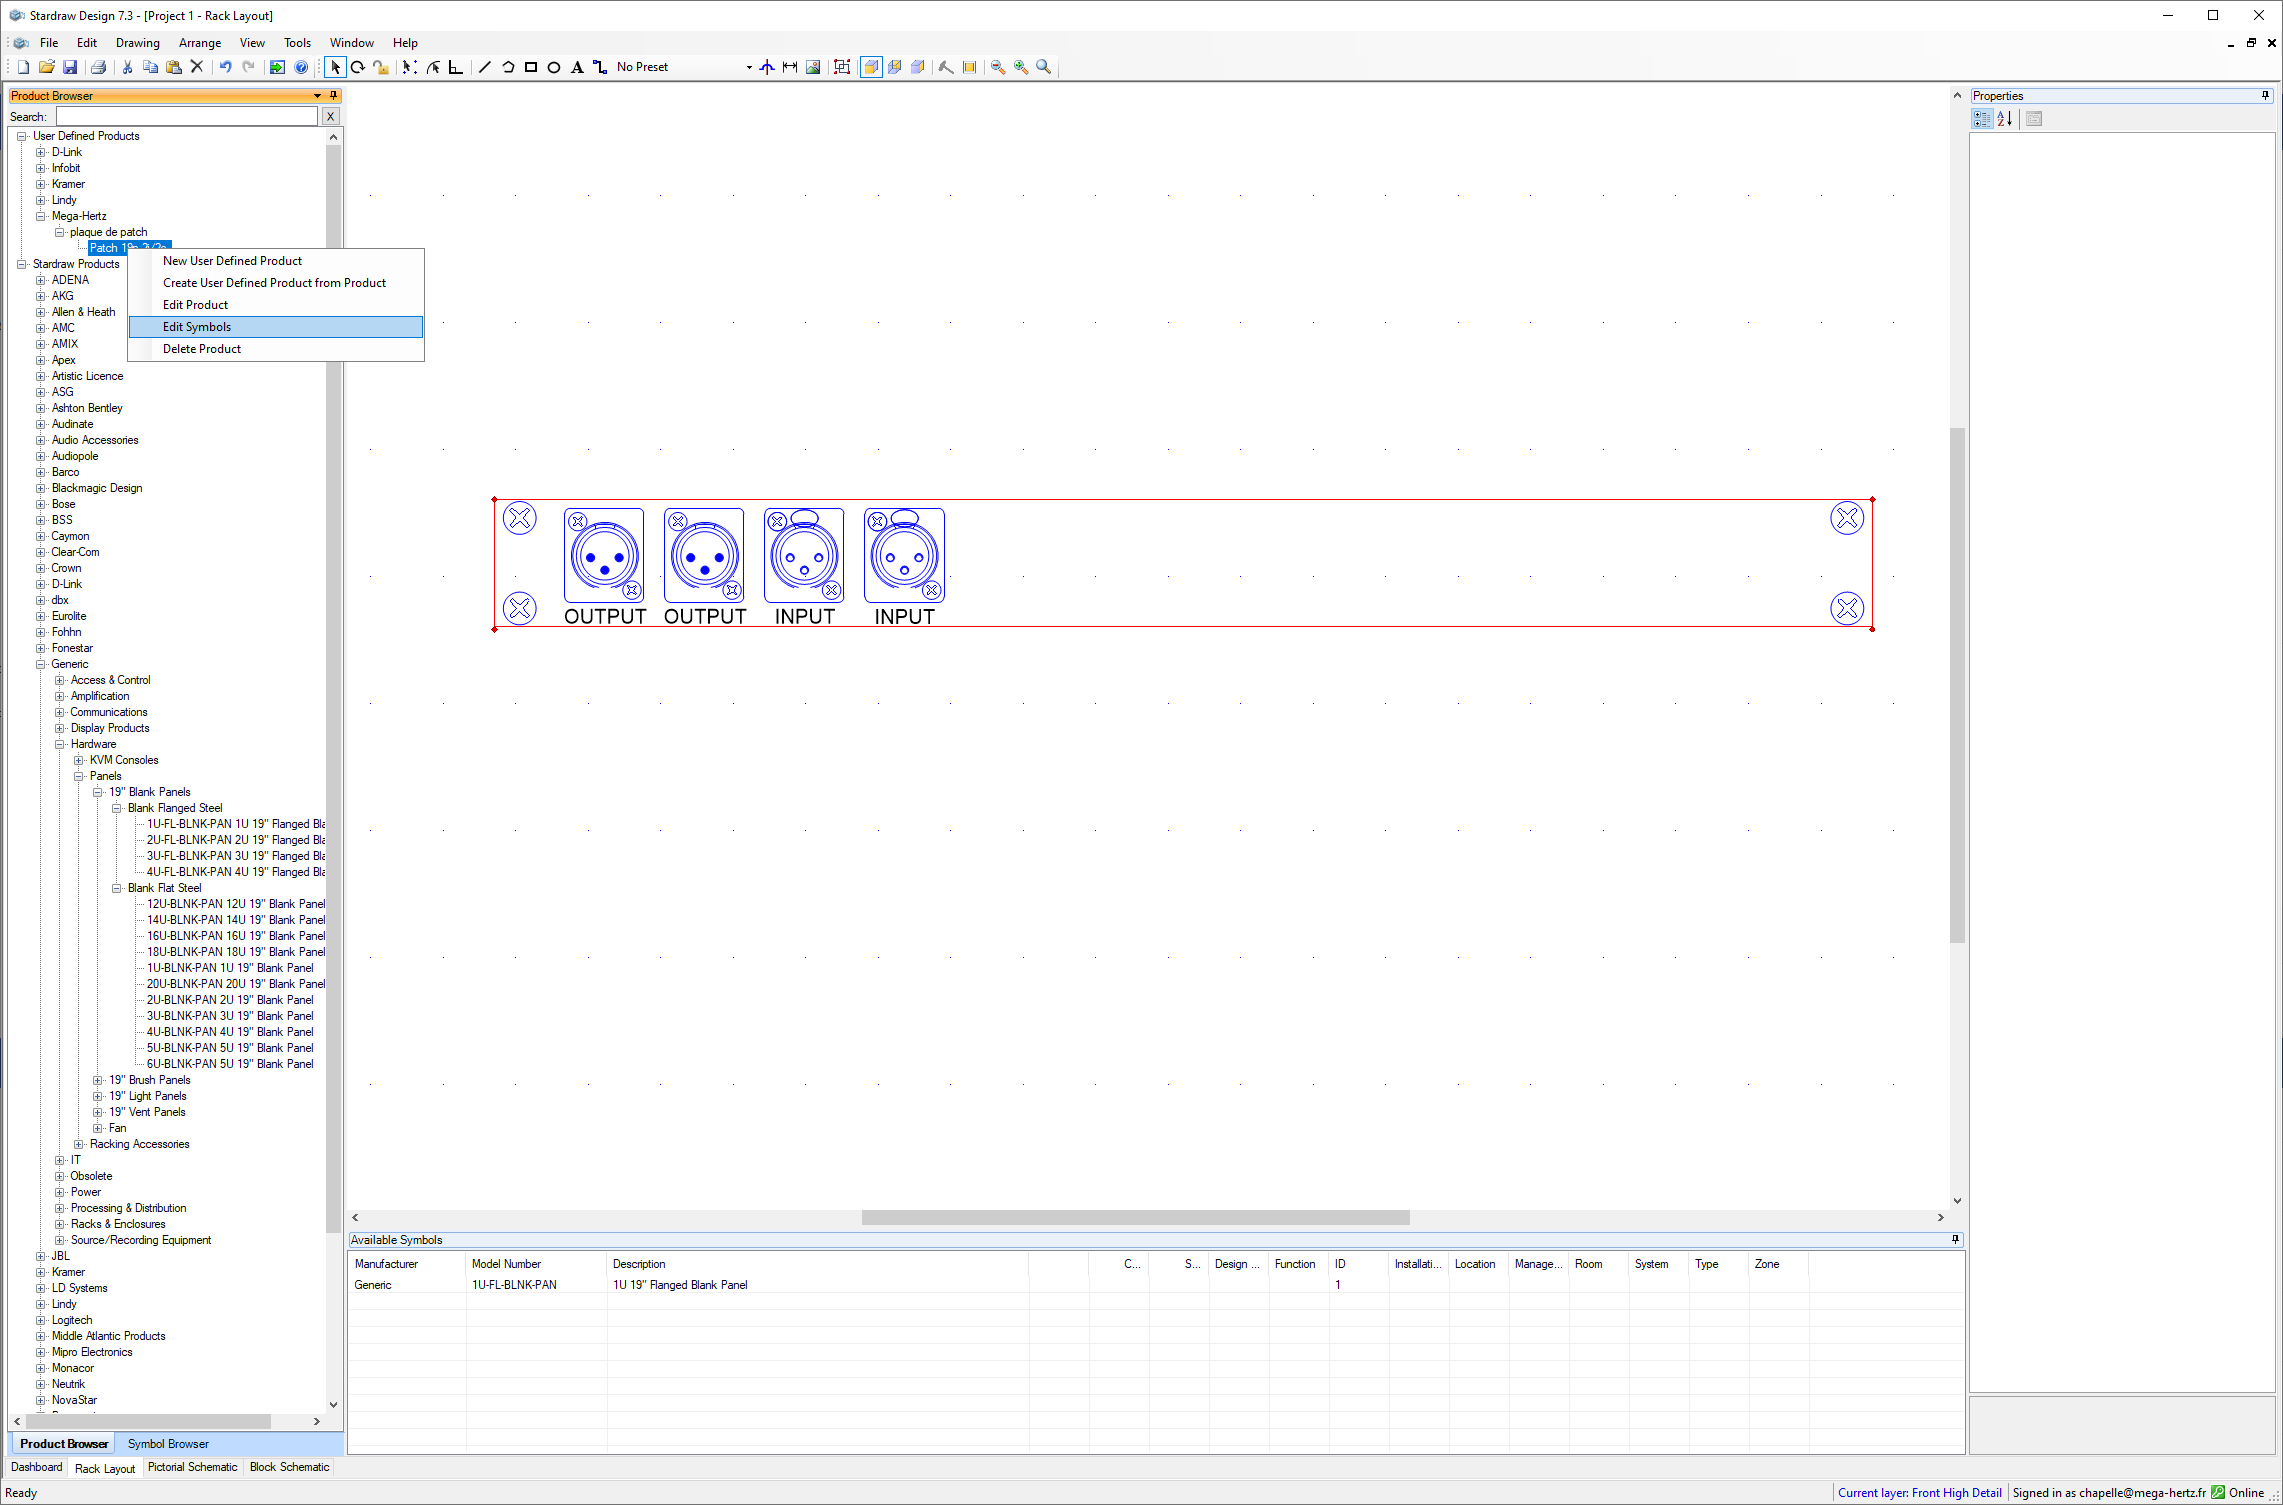 Stardraw Design 7.3 - [Project 1 - Rack Layout]
File Edit Drawing Arrange View Tools Window Help
No Preset
Product Browser
Search:
X
User Defined Products
D-Link
Infobit
Kramer
Lindy
Mega-Hertz
plaque de patch
Patch
New User Defined Product
Create User Defined Product from Product
Edit Product
Edit Symbols
Delete Product
Stardraw Products
ADENA
AKG
Allen & Heath
AMC
AMIX
Apex
Artistic Licence
ASG
Ashton Bentley
Audinate
Audio Accessories
Audiopole
Barco
Blackmagic Design
Bose
BSS
Caymon
Clear-Com
Crown
D-Link
dbx
Eurolite
Fohhn
Fonestar
Generic
Access & Control
Amplification
Communications
Display Products
Hardware
KVM Consoles
Panels
19" Blank Panels
Blank Flanged Steel
1U-FL-BLNK-PAN 1U 19" Flanged Bla
2U-FL-BLNK-PAN 2U 19" Flanged Bla
3U-FL-BLNK-PAN 3U 19" Flanged Bla
4U-FL-BLNK-PAN 4U 19" Flanged Bla
Blank Flat Steel
12U-BLNK-PAN 12U 19" Blank Panel
14U-BLNK-PAN 14U 19" Blank Panel
16U-BLNK-PAN 16U 19" Blank Panel
18U-BLNK-PAN 18U 19" Blank Panel
1U-BLNK-PAN 1U 19" Blank Panel
20U-BLNK-PAN 20U 19" Blank Panel
2U-BLNK-PAN 2U 19" Blank Panel
3U-BLNK-PAN 3U 19" Blank Panel
4U-BLNK-PAN 4U 19" Blank Panel
5U-BLNK-PAN 5U 19" Blank Panel
6U-BLNK-PAN 5U 19" Blank Panel
19" Brush Panels
19" Light Panels
19" Vent Panels
Fan
Racking Accessories
IT
Obsolete
Power
Processing & Distribution
Racks & Enclosures
Source/Recording Equipment
JBL
Kramer
LD Systems
Lindy
Logitech
Middle Atlantic Products
Mipro Electronics
Monacor
Neutrik
NovaStar
Product Browser Symbol Browser
OUTPUT OUTPUT INPUT INPUT
Properties
Available Symbols
Manufacturer Model Number Description C... S... Design ... Function ID Installati... Location Manage... Room System Type Zone
Generic 1U-FL-BLNK-PAN 1U 19" Flanged Blank Panel 1
Dashboard Rack Layout Pictorial Schematic Block Schematic
Ready
Current layer: Front High Detail Signed in as chapelle@mega-hertz.fr Online